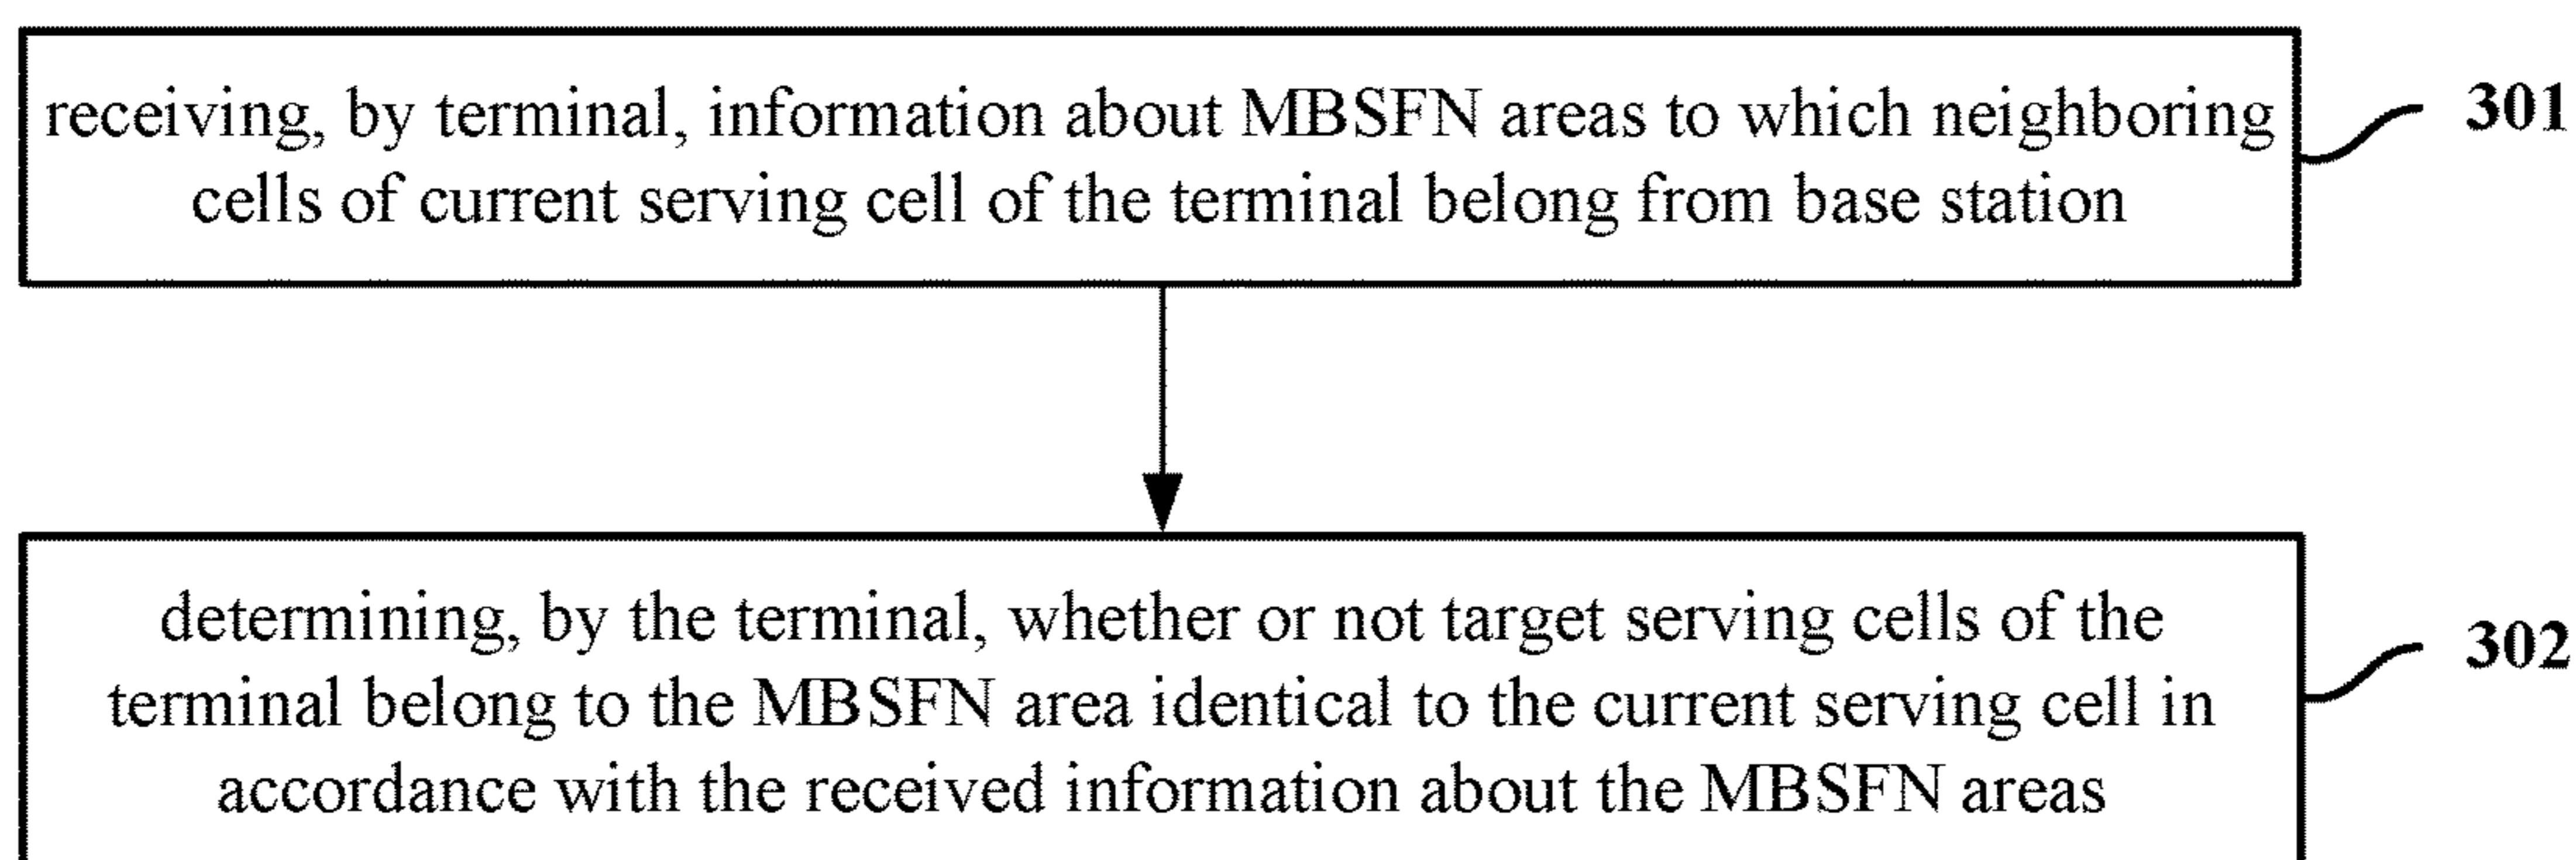 receiving, by terminal, information about MBSFN areas to which neighboring
cells of current serving cell of the terminal belong from base station
301
determining, by the terminal, whether or not target serving cells of the
terminal belong to the MBSFN area identical to the current serving cell in
accordance with the received information about the MBSFN areas
302